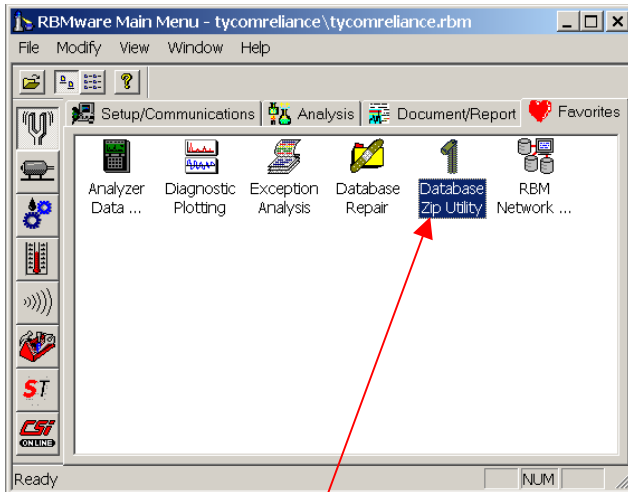 RBMware Main Menu - tycomreliance\tycomreliance.rbm
File Modify View Window Help
Setup/Communications Analysis Document/Report Favorites
Analyzer Data ...
Diagnostic Plotting
Exception Analysis
Database Repair
Database Zip Utility
RBM Network ...
ST
CSi
ONLINE
Ready NUM